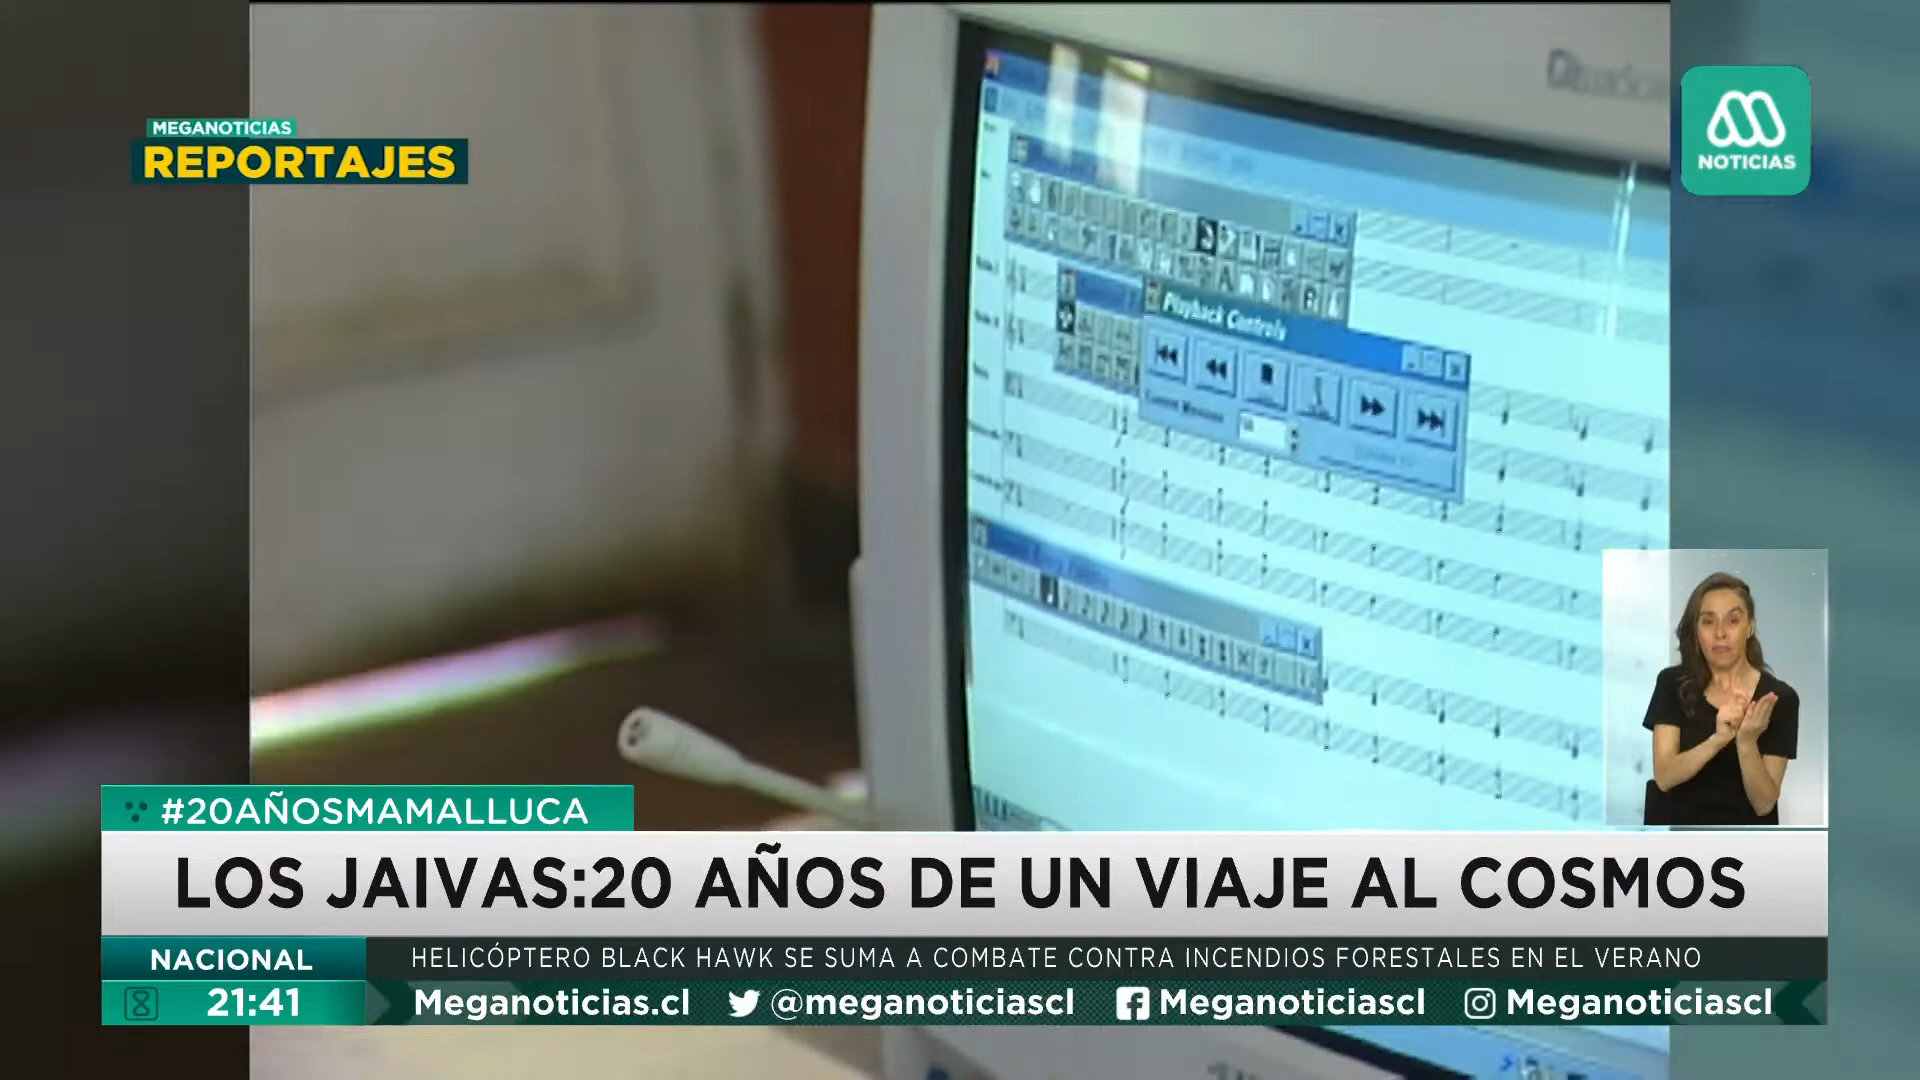 MEGANOTICIAS
REPORTAJES
NOTICIAS
Playback Controls
#20AÑOSMAMALLUCA
LOS JAIVAS:20 AÑOS DE UN VIAJE AL COSMOS
NACIONAL
HELICÓPTERO BLACK HAWK SE SUMA A COMBATE CONTRA INCENDIOS FORESTALES EN EL VERANO
21:41
Meganoticias.cl
@meganoticiascl
Meganoticiascl
Meganoticiascl